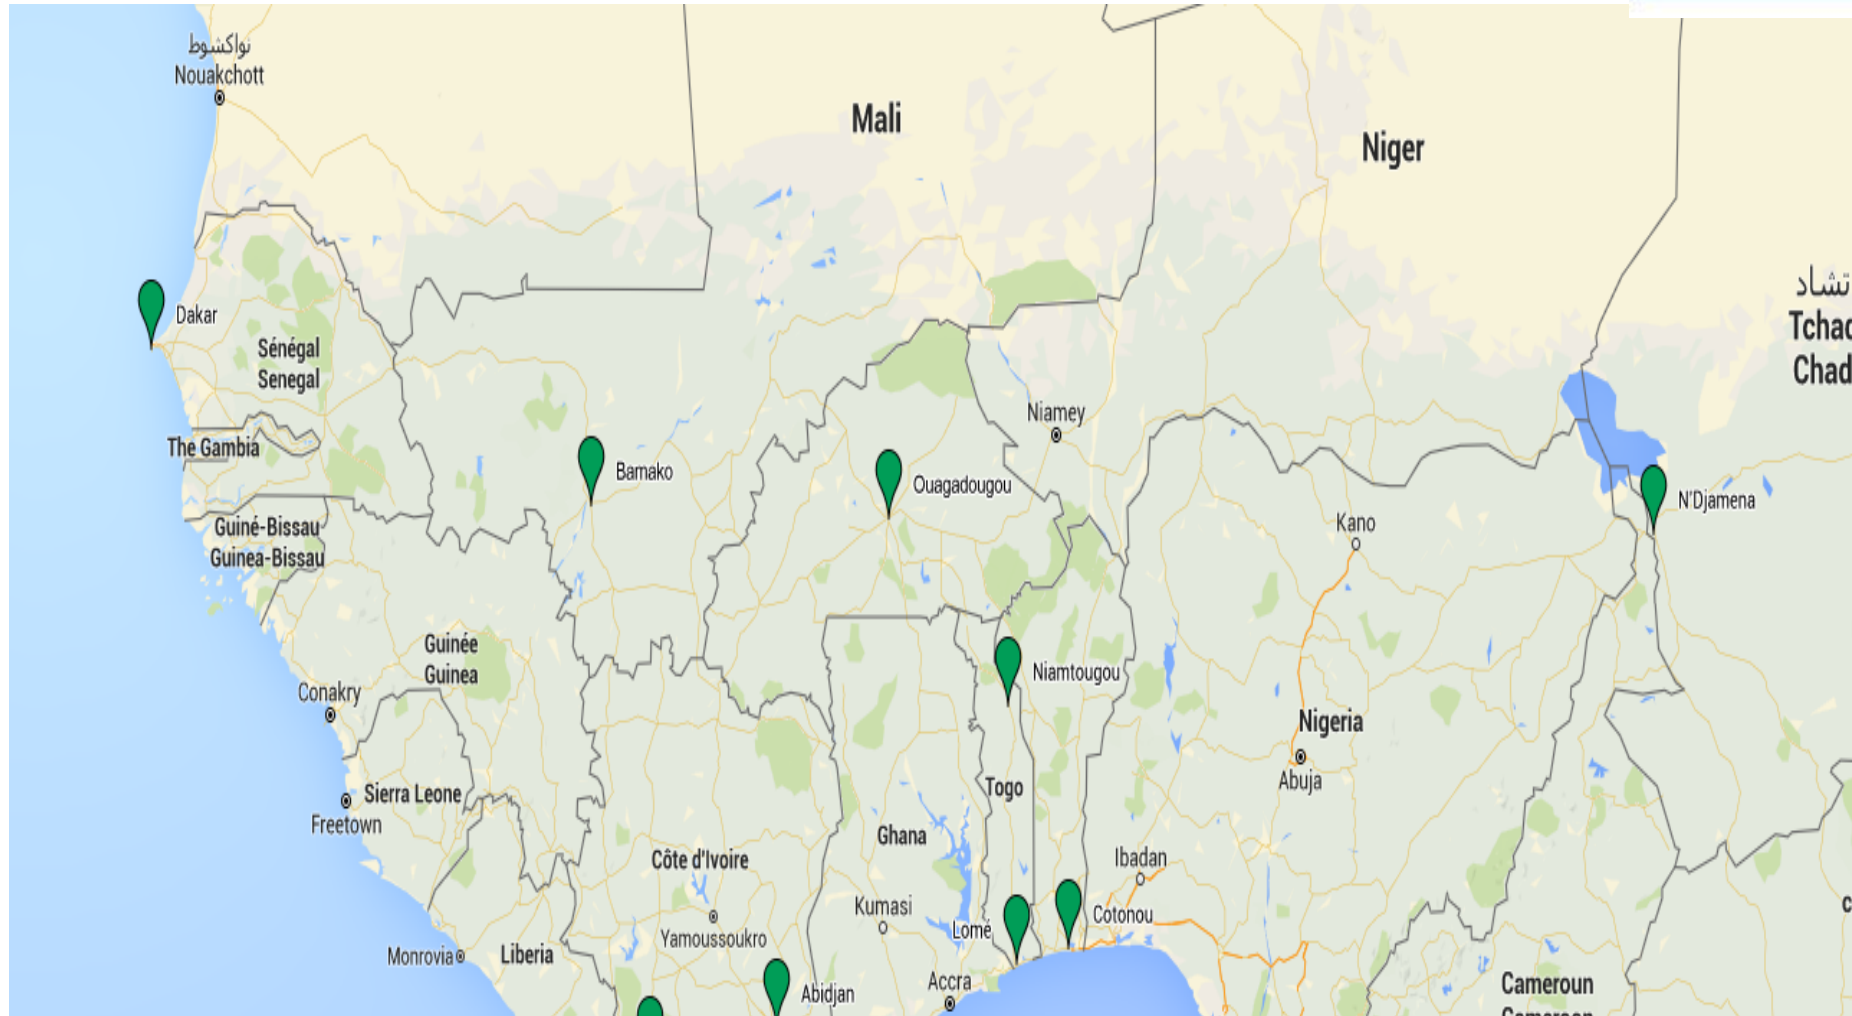 نواكشوط
Nouakchott
Mali
Niger
تشاد
Tchad
Chad
Dakar
Sénégal
Senegal
Niamey
The Gambia
Bamako
Ouagadougou
N'Djamena
Kano
Guiné-Bissau
Guinea-Bissau
Guinée
Guinea
Niamtougou
Conakry
Nigeria
Abuja
Togo
Sierra Leone
Freetown
Ghana
Côte d'Ivoire
Ibadan
Kumasi
Cotonou
Lomé
Yamoussoukro
Monrovia
Liberia
Accra
Abidjan
Cameroun